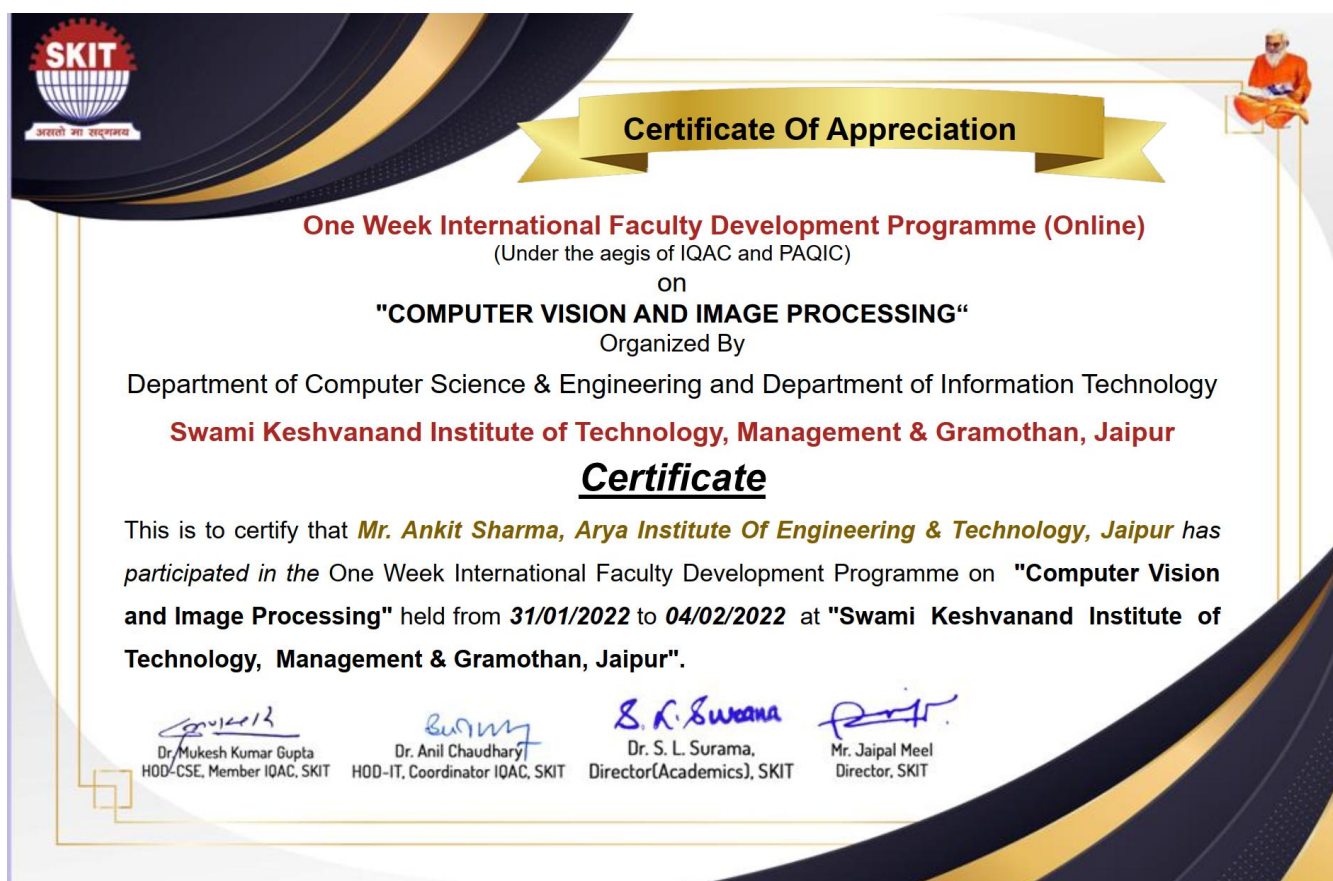 SKIT
असतो मा सद्गमय
Certificate Of Appreciation
One Week International Faculty Development Programme (Online)
(Under the aegis of IQAC and PAQIC)
on
"COMPUTER VISION AND IMAGE PROCESSING“
Organized By
Department of Computer Science & Engineering and Department of Information Technology
Swami Keshvanand Institute of Technology, Management & Gramothan, Jaipur
Certificate
This is to certify that Mr. Ankit Sharma, Arya Institute Of Engineering & Technology, Jaipur has
participated in the One Week International Faculty Development Programme on "Computer Vision
and Image Processing" held from 31/01/2022 to 04/02/2022 at "Swami Keshvanand Institute of
Technology, Management & Gramothan, Jaipur".
S. L. Surana
Dr. Mukesh Kumar Gupta
HOD-CSE, Member IQAC, SKIT
Dr. Anil Chaudhary
HOD-IT, Coordinator IQAC, SKIT
Dr. S. L. Surama,
Director(Academics), SKIT
Mr. Jaipal Meel
Director, SKIT